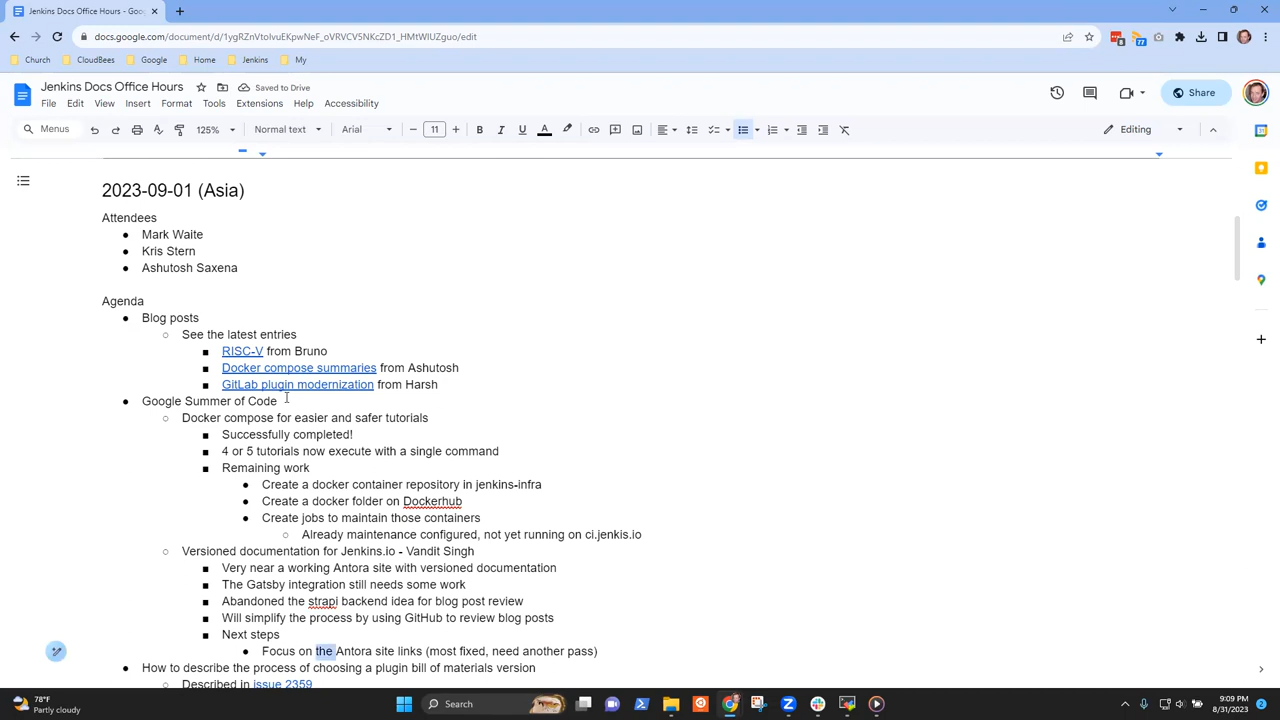 Jenkins Docs Office Hours - Goo
docs.google.com/document/d/1ygRZnVtoIvuEKpwNeF_oVRVCV5NKcZD1_HMtWIUZguo/edit
Church CloudBees Google Home Jenkins My
Jenkins Docs Office Hours Saved to Drive
File Edit View Insert Format Tools Extensions Help Accessibility
Share
Menus 125% Normal text Arial 11 Editing
2023-09-01 (Asia)
Attendees
● Mark Waite
● Kris Stern
● Ashutosh Saxena
Agenda
● Blog posts
○ See the latest entries
■ RISC-V from Bruno
■ Docker compose summaries from Ashutosh
■ GitLab plugin modernization from Harsh
● Google Summer of Code
○ Docker compose for easier and safer tutorials
■ Successfully completed!
■ 4 or 5 tutorials now execute with a single command
■ Remaining work
● Create a docker container repository in jenkins-infra
● Create a docker folder on Dockerhub
● Create jobs to maintain those containers
○ Already maintenance configured, not yet running on ci.jenkis.io
○ Versioned documentation for Jenkins.io - Vandit Singh
■ Very near a working Antora site with versioned documentation
■ The Gatsby integration still needs some work
■ Abandoned the strapi backend idea for blog post review
■ Will simplify the process by using GitHub to review blog posts
■ Next steps
● Focus on the Antora site links (most fixed, need another pass)
● How to describe the process of choosing a plugin bill of materials version
○ Described in issue 2359
78°F
Partly cloudy
Search
9:09 PM
8/31/2023